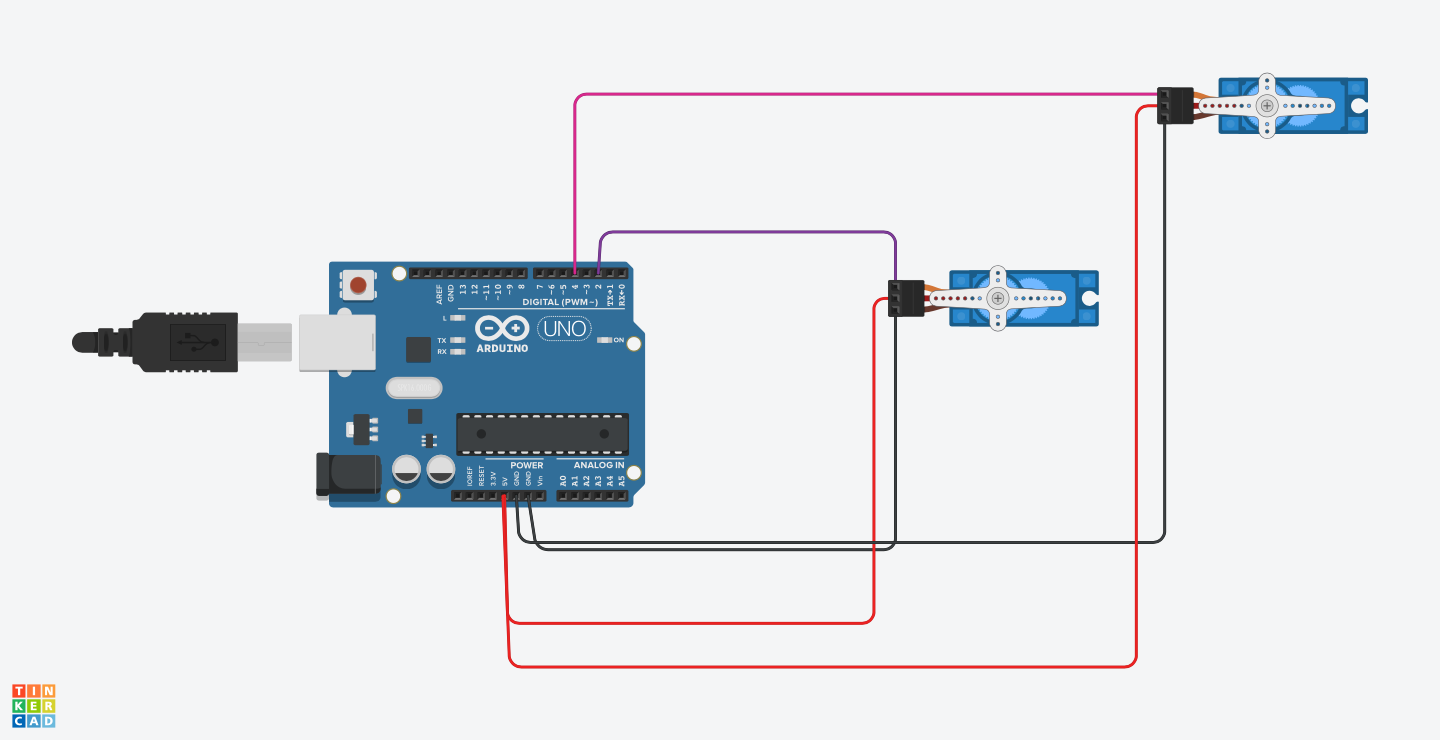 AREF
GND
13
12
~11
~10
~9
8
7
~6
~5
4
~3
2
TX→1
RX←0
DIGITAL (PWM~)
L
TX
RX
ARDUINO
UNO
ON
POWER
ANALOG IN
IOREF
RESET
3.3V
5V
GND
GND
Vin
A0
A1
A2
A3
A4
A5
TIN
KER
CAD